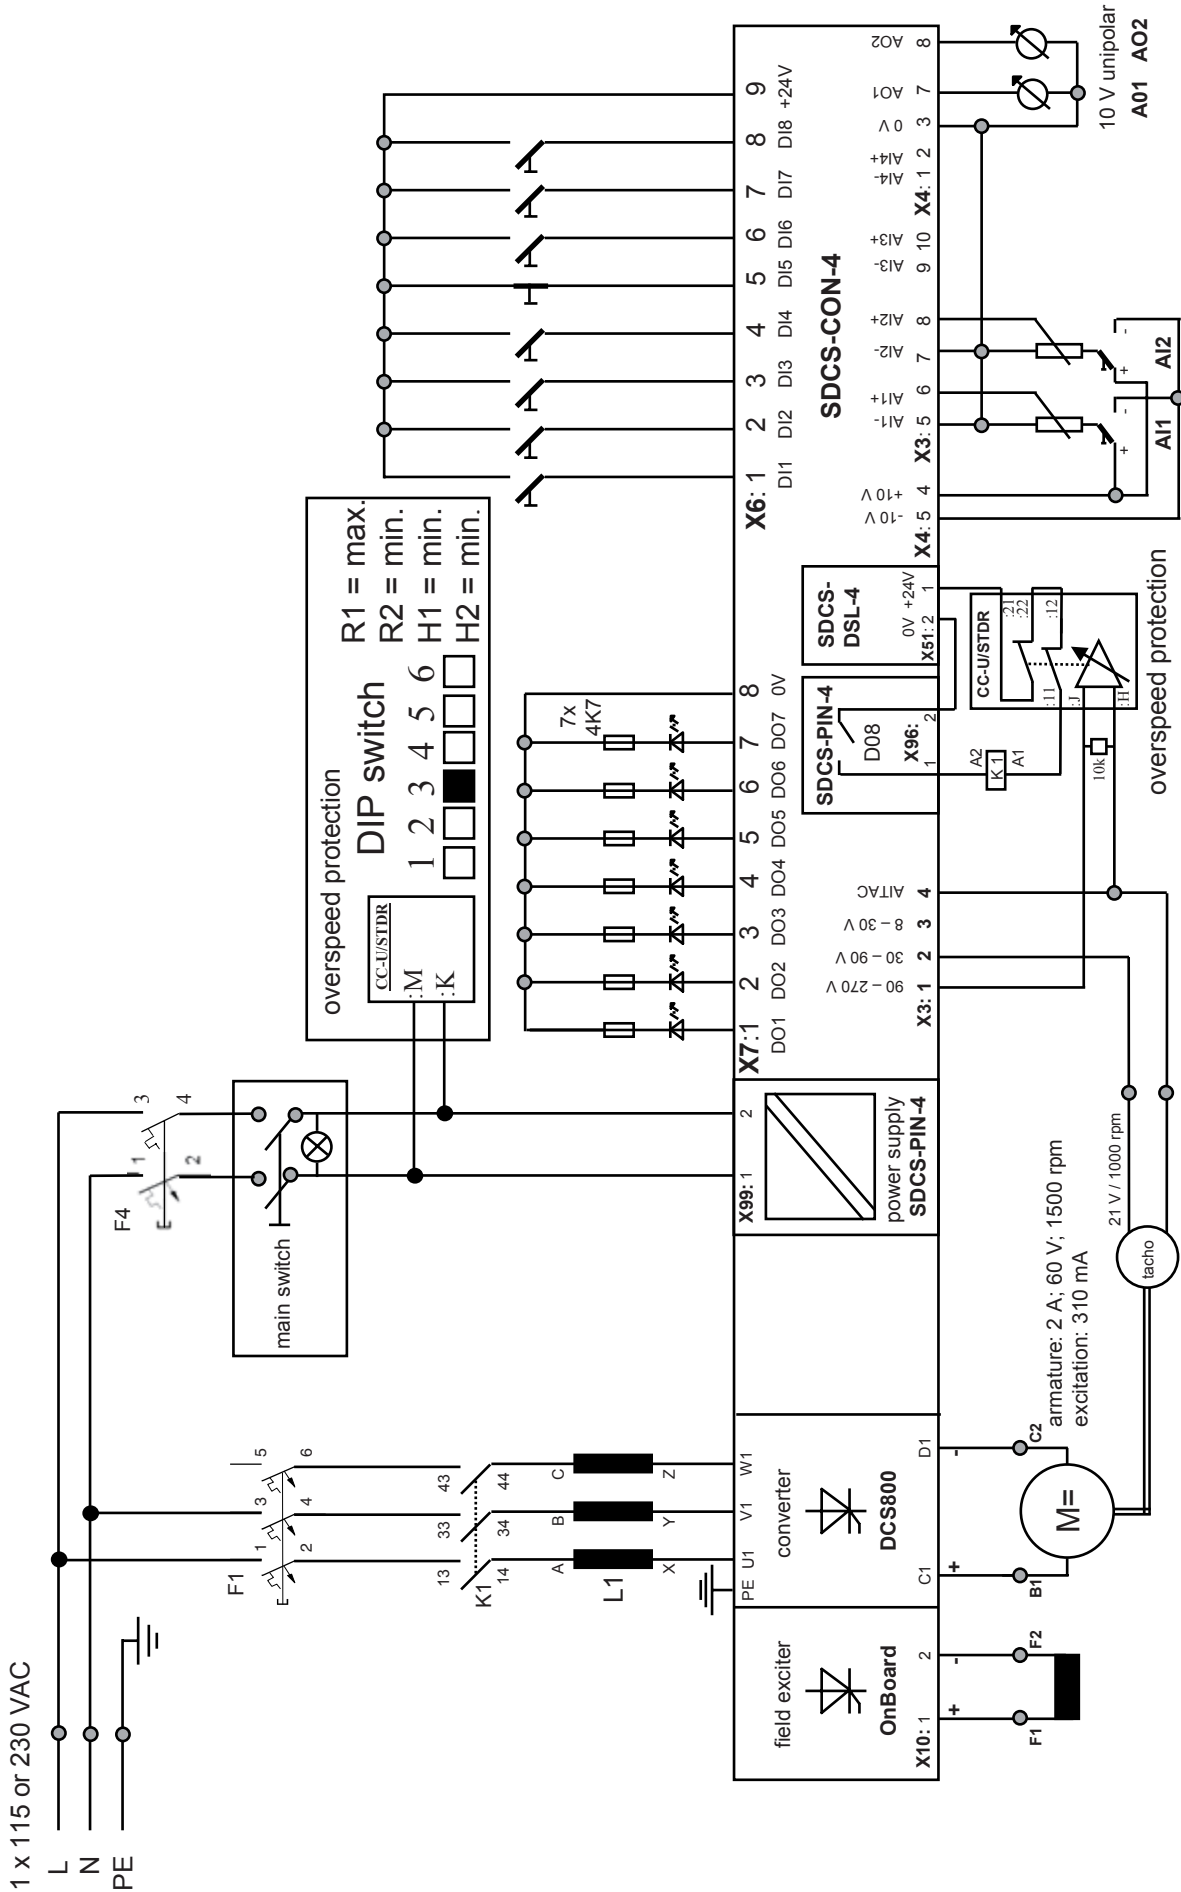 1 x 115 or 230 VAC
L
N
PE
F4
1
2
3
4
main switch
F1
1
2
3
4
5
6
K1
13
14
33
34
43
44
L1
A
B
C
X
Y
Z
overspeed protection
CC-U/STDR
:M
:K
DIP switch
1 2 3 4 5 6
R1 = max.
R2 = min.
H1 = min.
H2 = min.
7x
4K7
field exciter
OnBoard
X10: 1 2
+ -
F1 F2
PE U1 V1 W1
converter
DCS800
C1 D1
+ -
B1 C2
M=
armature: 2 A; 60 V; 1500 rpm
excitation: 310 mA
tacho
21 V / 1000 rpm
X99: 1 2
power supply
SDCS-PIN-4
X7:1 2 3 4 5 6 7 8
DO1 DO2 DO3 DO4 DO5 DO6 DO7 0V
90 – 270 V 30 – 90 V 8 – 30 V AITAC
X3: 1 2 3 4
SDCS-PIN-4
D08
X96:
1 2
SDCS-
DSL-4
0V +24V
X51: 2 1
A2
K 1
A1
10k
CC-U/STDR
:21
:22
:12
:11
:J
:H
overspeed protection
X6: 1 2 3 4 5 6 7 8 9
DI1 DI2 DI3 DI4 DI5 DI6 DI7 DI8 +24V
SDCS-CON-4
-10 V +10 V AI1- AI1+ AI2- AI2+ AI3- AI3+ AI4- AI4+ 0 V AO1 AO2
X4: 5 4 X3: 5 6 7 8 9 10 X4: 1 2 3 7 8
+ - + -
AI1 AI2
10 V unipolar
A01 AO2